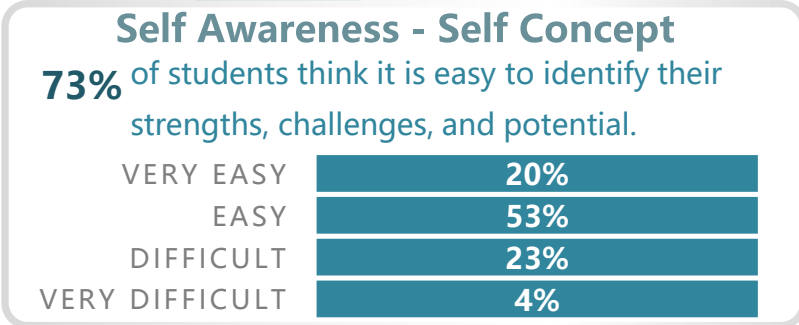 Self Awareness - Self Concept
73% of students think it is easy to identify their
strengths, challenges, and potential.
VERY EASY 20%
EASY 53%
DIFFICULT 23%
VERY DIFFICULT 4%